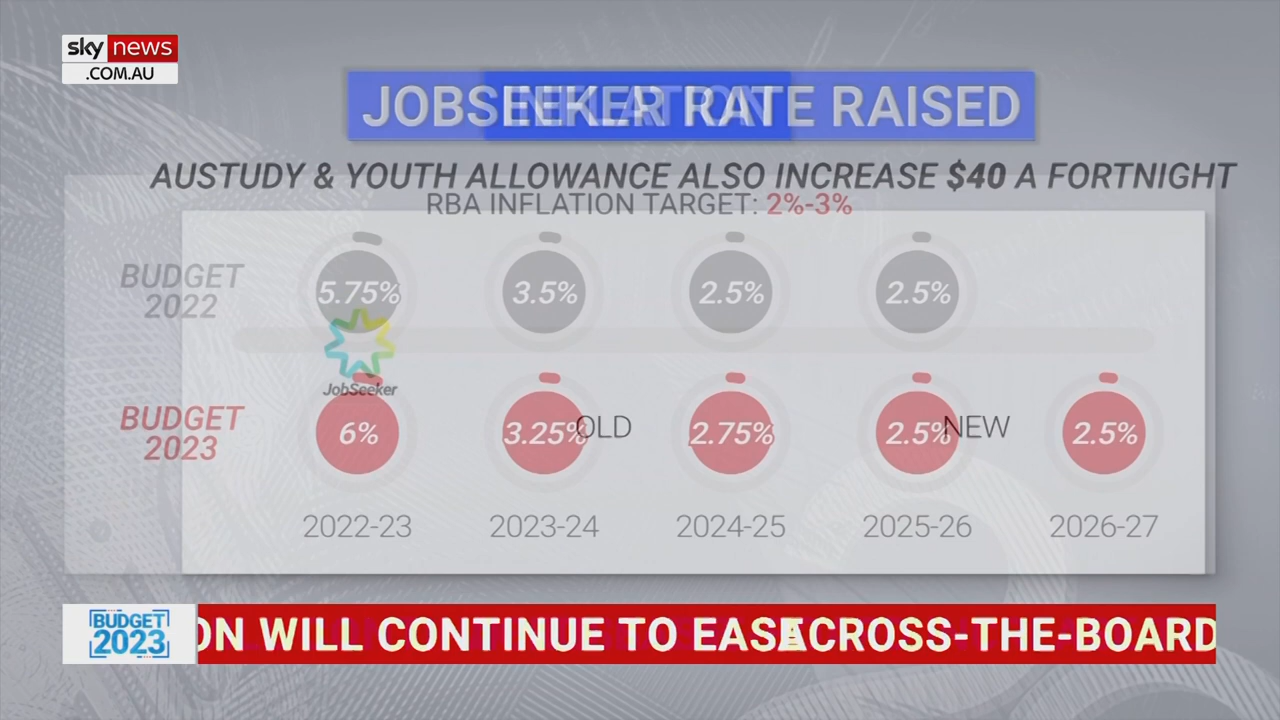 sky news
.COM.AU
JOBSEEKER RATE RAISED
INFLATION
AUSTUDY & YOUTH ALLOWANCE ALSO INCREASE $40 A FORTNIGHT
RBA INFLATION TARGET: 2%-3%
BUDGET
2022
5.75% 3.5% 2.5% 2.5%
JobSeeker
BUDGET
2023
6% 3.25% 2.75% 2.5% 2.5%
OLD NEW
2022-23 2023-24 2024-25 2025-26 2026-27
BUDGET
2023
ON WILL CONTINUE TO EASE
ACROSS-THE-BOARD